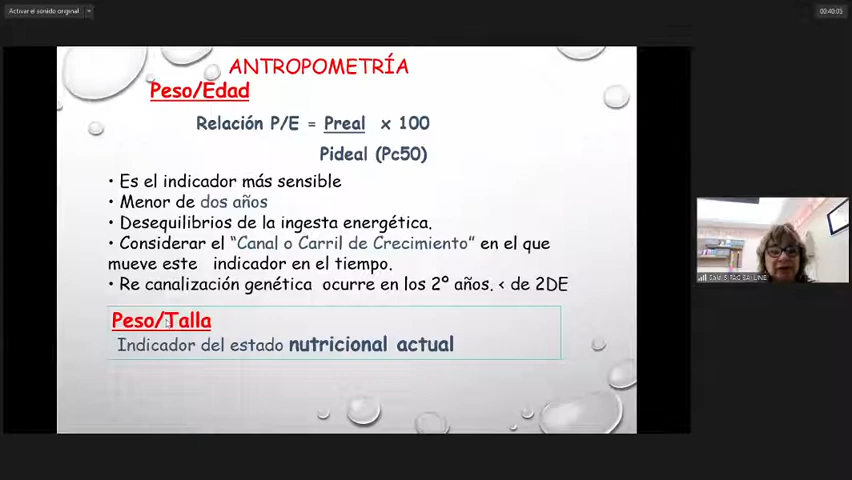 Activar el sonido original
00:40:05
ANTROPOMETRÍA
Peso/Edad
Relación P/E = Preal x 100
Pideal (Pc50)
• Es el indicador más sensible
• Menor de dos años
• Desequilibrios de la ingesta energética.
• Considerar el “Canal o Carril de Crecimiento” en el que
mueve este indicador en el tiempo.
• Re canalización genética ocurre en los 2º años. < de 2DE
Peso/Talla
Indicador del estado nutricional actual